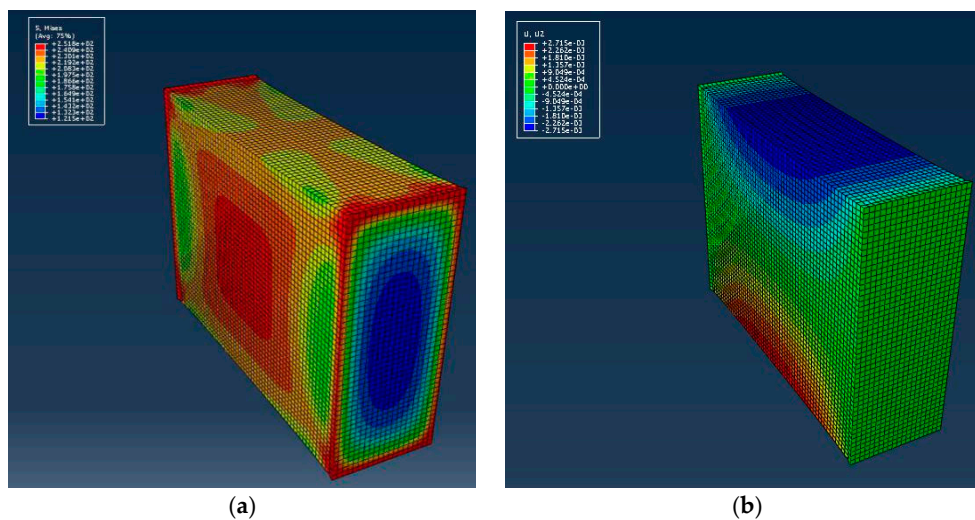 S, Mises
(Avg: 75%)
+2.518e+02
+2.409e+02
+2.301e+02
+2.192e+02
+2.083e+02
+1.975e+02
+1.866e+02
+1.758e+02
+1.649e+02
+1.541e+02
+1.432e+02
+1.323e+02
+1.215e+02
U, U2
+2.715e-03
+2.262e-03
+1.810e-03
+1.357e-03
+9.049e-04
+4.524e-04
+0.000e+00
-4.524e-04
-9.049e-04
-1.357e-03
-1.810e-03
-2.262e-03
-2.715e-03
(a)
(b)